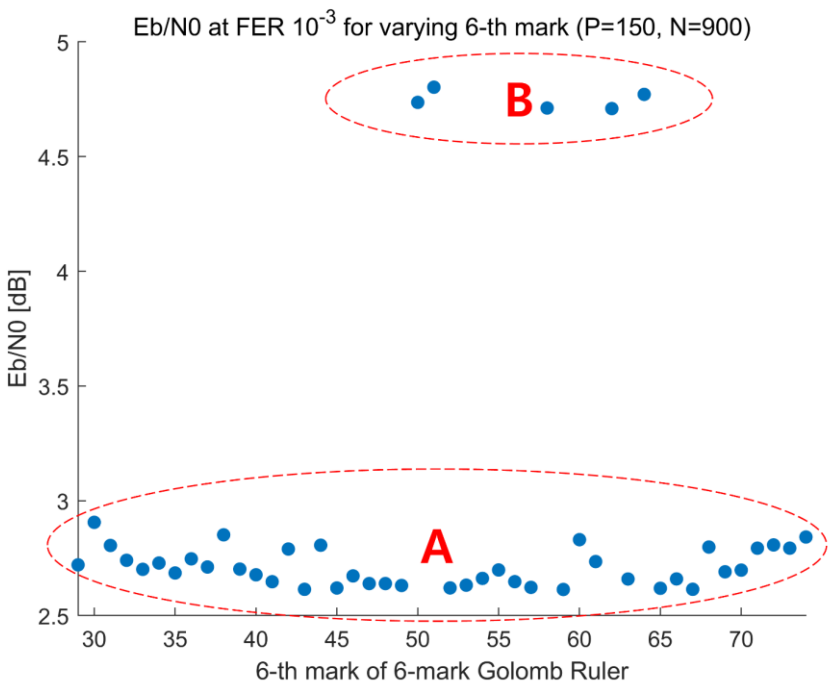 Eb/N0 at FER 10^-3 for varying 6-th mark (P=150, N=900)
5
B
4.5
4
Eb/N0 [dB]
3.5
3
A
2.5
30 35 40 45 50 55 60 65 70
6-th mark of 6-mark Golomb Ruler